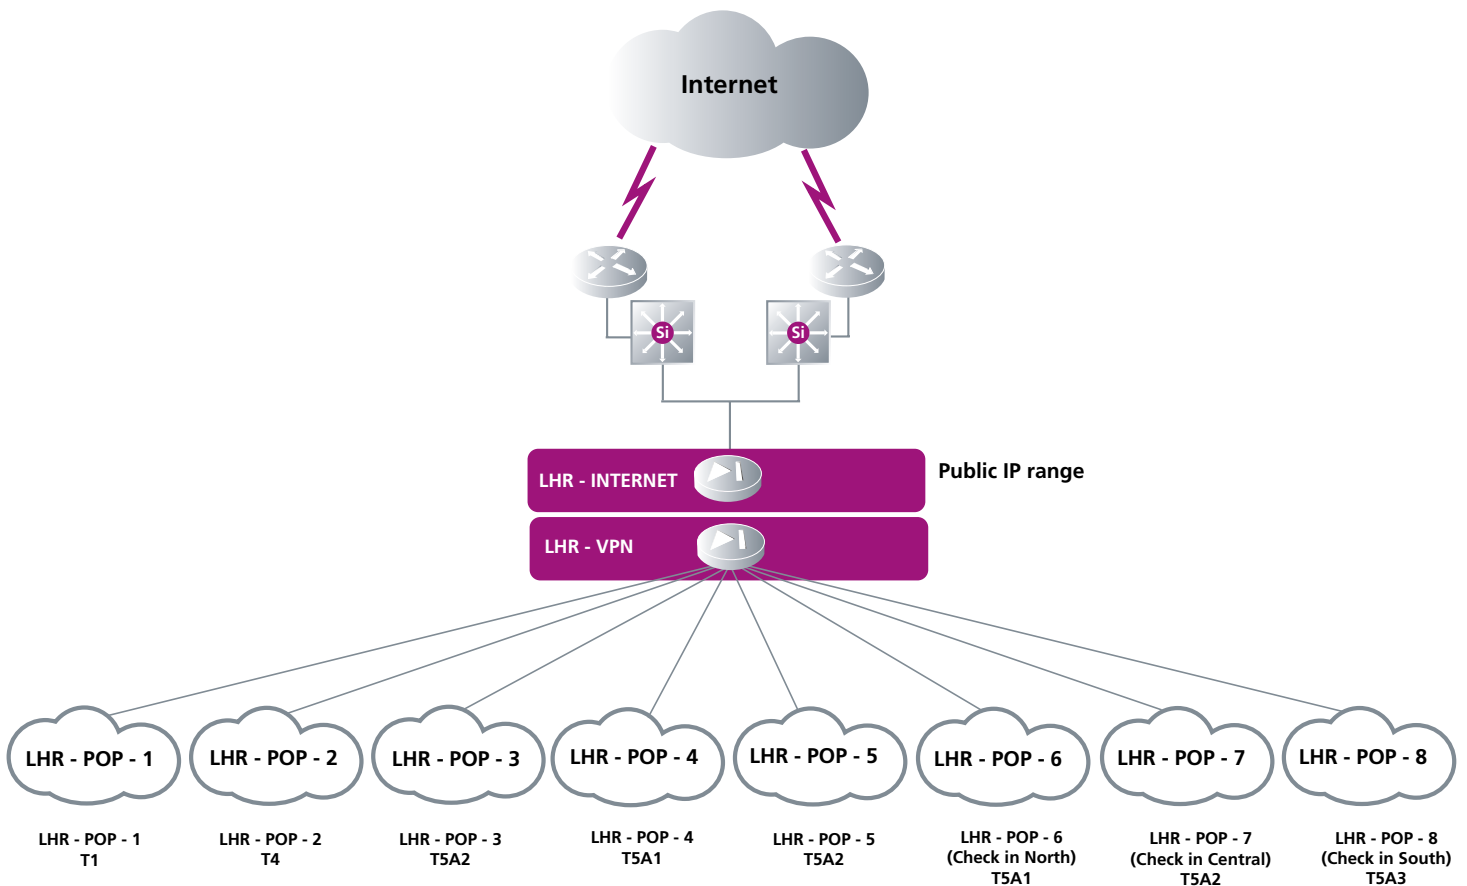 Internet
Si
Si
LHR - INTERNET
Public IP range
LHR - VPN
LHR - POP - 1
LHR - POP - 2
LHR - POP - 3
LHR - POP - 4
LHR - POP - 5
LHR - POP - 6
LHR - POP - 7
LHR - POP - 8
LHR - POP - 1
T1
LHR - POP - 2
T4
LHR - POP - 3
T5A2
LHR - POP - 4
T5A1
LHR - POP - 5
T5A2
LHR - POP - 6
(Check in North)
T5A1
LHR - POP - 7
(Check in Central)
T5A2
LHR - POP - 8
(Check in South)
T5A3